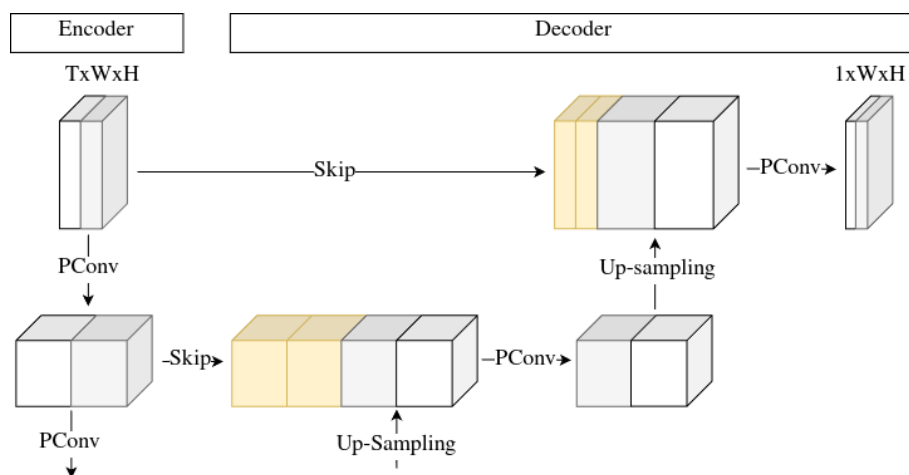 Encoder
Decoder
TxWxH
1xWxH
Skip
PConv
PConv
Up-sampling
Skip
PConv
PConv
Up-Sampling